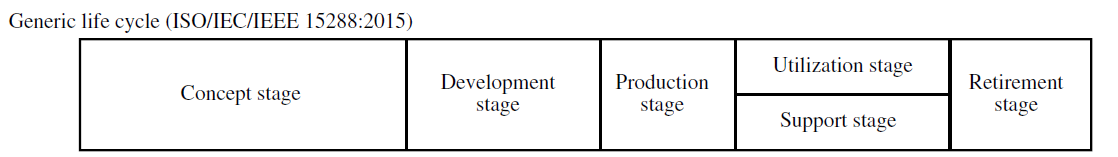 Generic life cycle (ISO/IEC/IEEE 15288:2015)
Concept stage
Development
stage
Production
stage
Utilization stage
Support stage
Retirement
stage